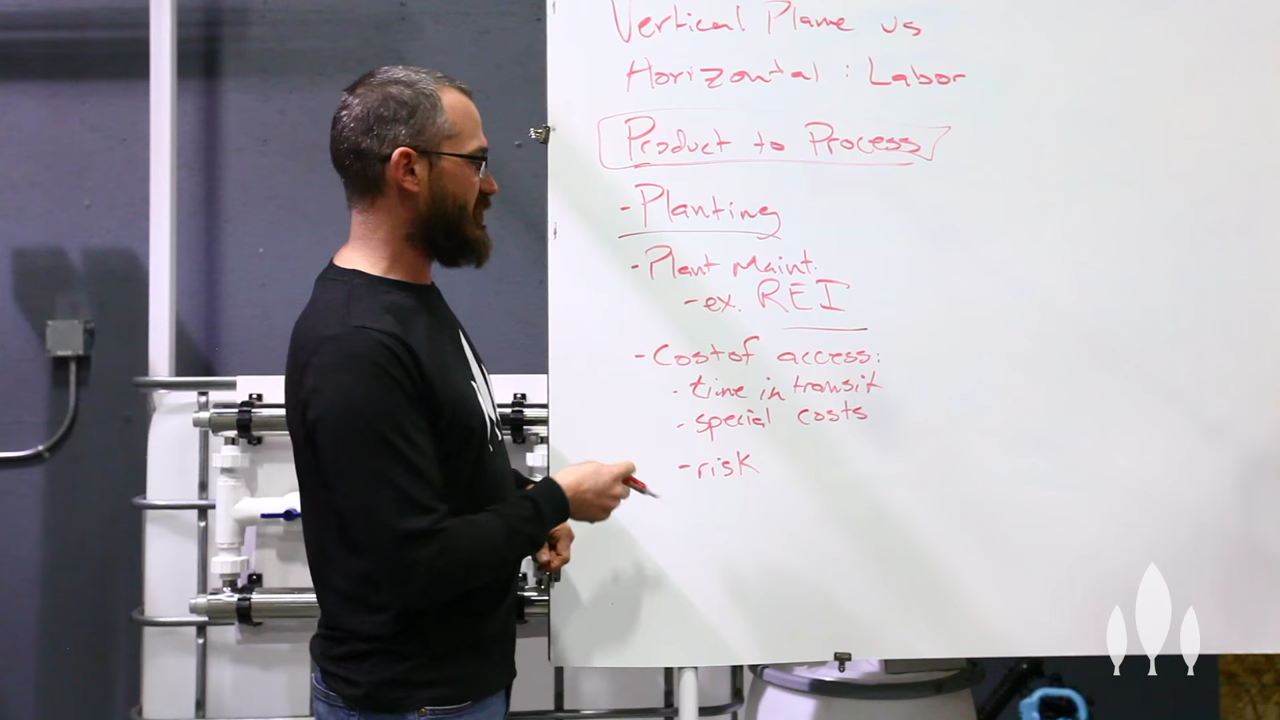 Vertical Plane vs
Horizontal : Labor
Product to Process
- Planting
- Plant Maint.
- ex. REI
- Cost of access:
- time in transit
- special costs
- risk